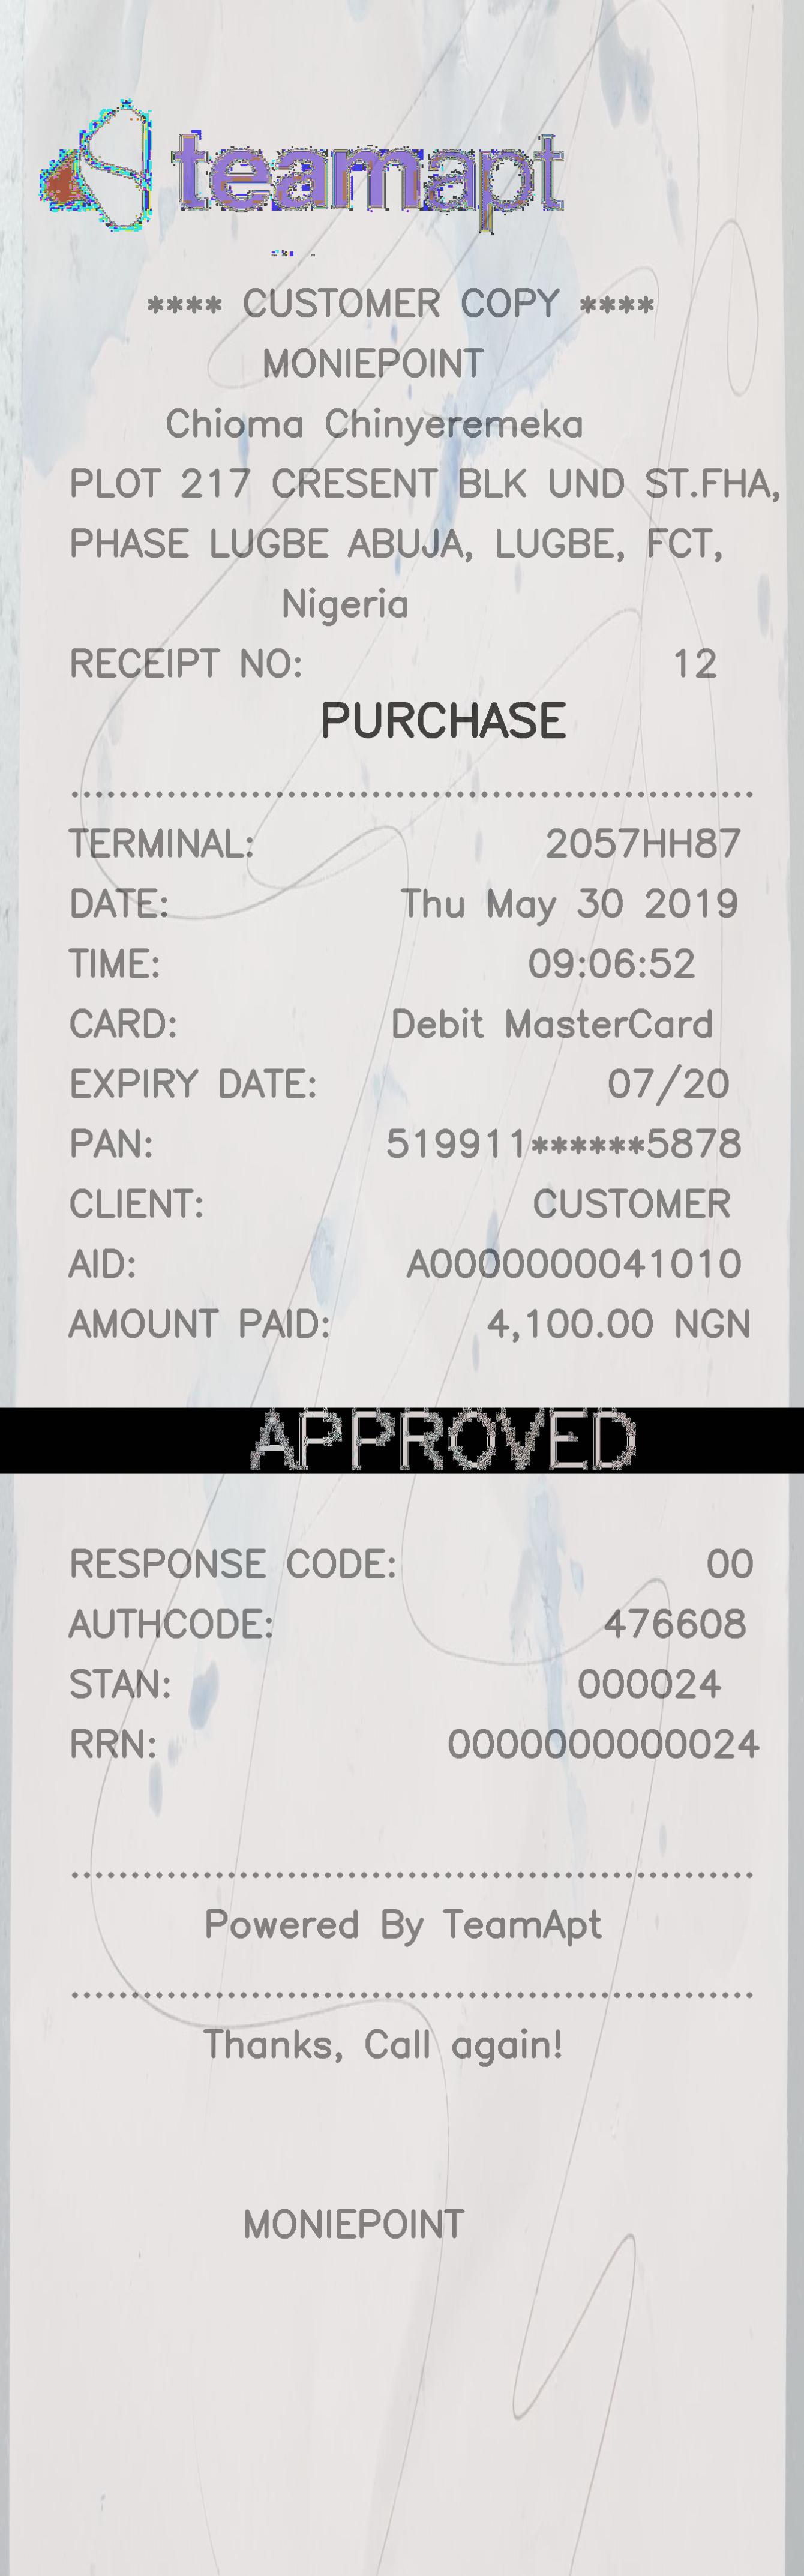 teamapt
**** CUSTOMER COPY ****
MONIEPOINT
Chioma Chinyeremeka
PLOT 217 CRESENT BLK UND ST.FHA,
PHASE LUGBE ABUJA, LUGBE, FCT,
Nigeria
RECEIPT NO: 12
PURCHASE
TERMINAL: 2057HH87
DATE: Thu May 30 2019
TIME: 09:06:52
CARD: Debit MasterCard
EXPIRY DATE: 07/20
PAN: 519911******5878
CLIENT: CUSTOMER
AID: A0000000041010
AMOUNT PAID: 4,100.00 NGN
APPROVED
RESPONSE CODE: 00
AUTHCODE: 476608
STAN: 000024
RRN: 0000000000024
Powered By TeamApt
Thanks, Call again!
MONIEPOINT